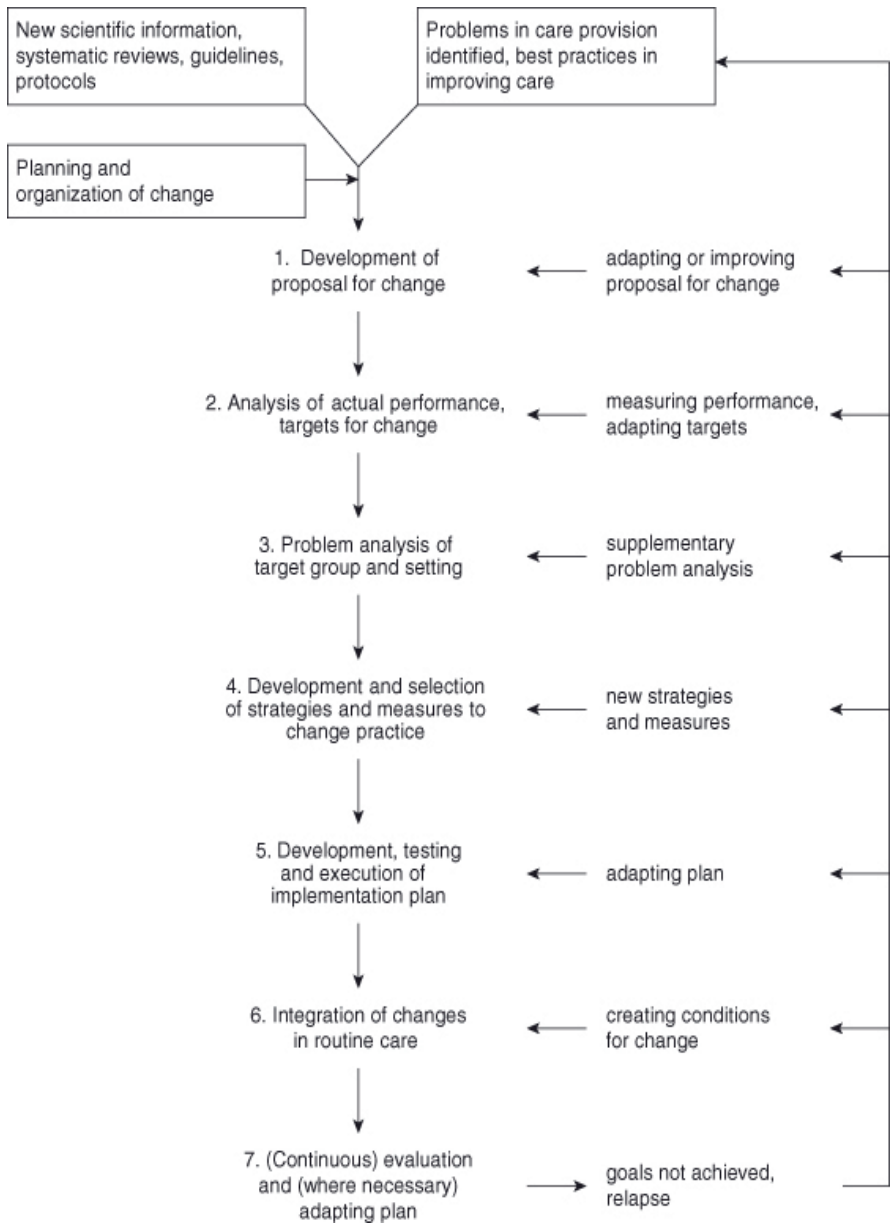 New scientific information,
systematic reviews, guidelines,
protocols
Problems in care provision
identified, best practices in
improving care
Planning and
organization of change
1. Development of
proposal for change
adapting or improving
proposal for change
2. Analysis of actual performance,
targets for change
measuring performance,
adapting targets
3. Problem analysis of
target group and setting
supplementary
problem analysis
4. Development and selection
of strategies and measures to
change practice
new strategies
and measures
5. Development, testing
and execution of
implementation plan
adapting plan
6. Integration of changes
in routine care
creating conditions
for change
7. (Continuous) evaluation
and (where necessary)
adapting plan
goals not achieved,
relapse